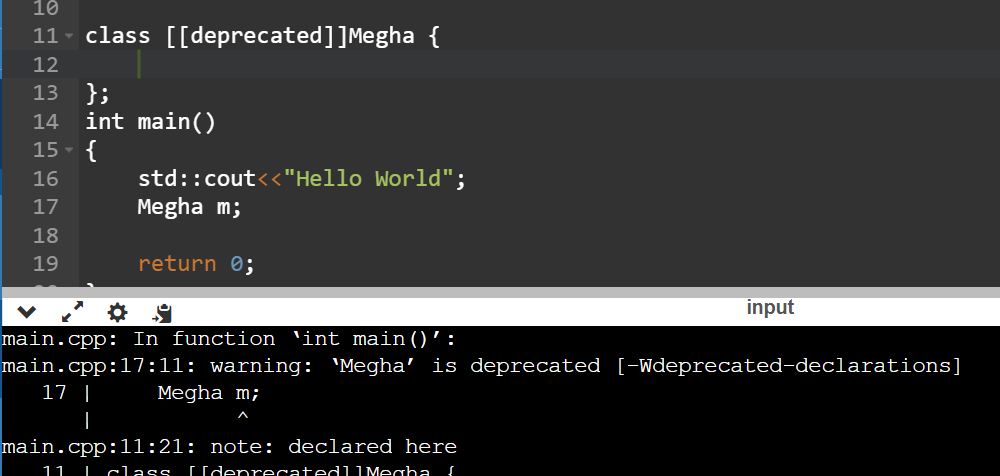 10
11 class [[deprecated]]Megha {
12
13 };
14 int main()
15 {
16     std::cout<<"Hello World";
17     Megha m;
18
19     return 0;
input
main.cpp: In function ‘int main()’:
main.cpp:17:11: warning: ‘Megha’ is deprecated [-Wdeprecated-declarations]
   17 |     Megha m;
      |           ^
main.cpp:11:21: note: declared here
   11 | class [[deprecated]]Megha {